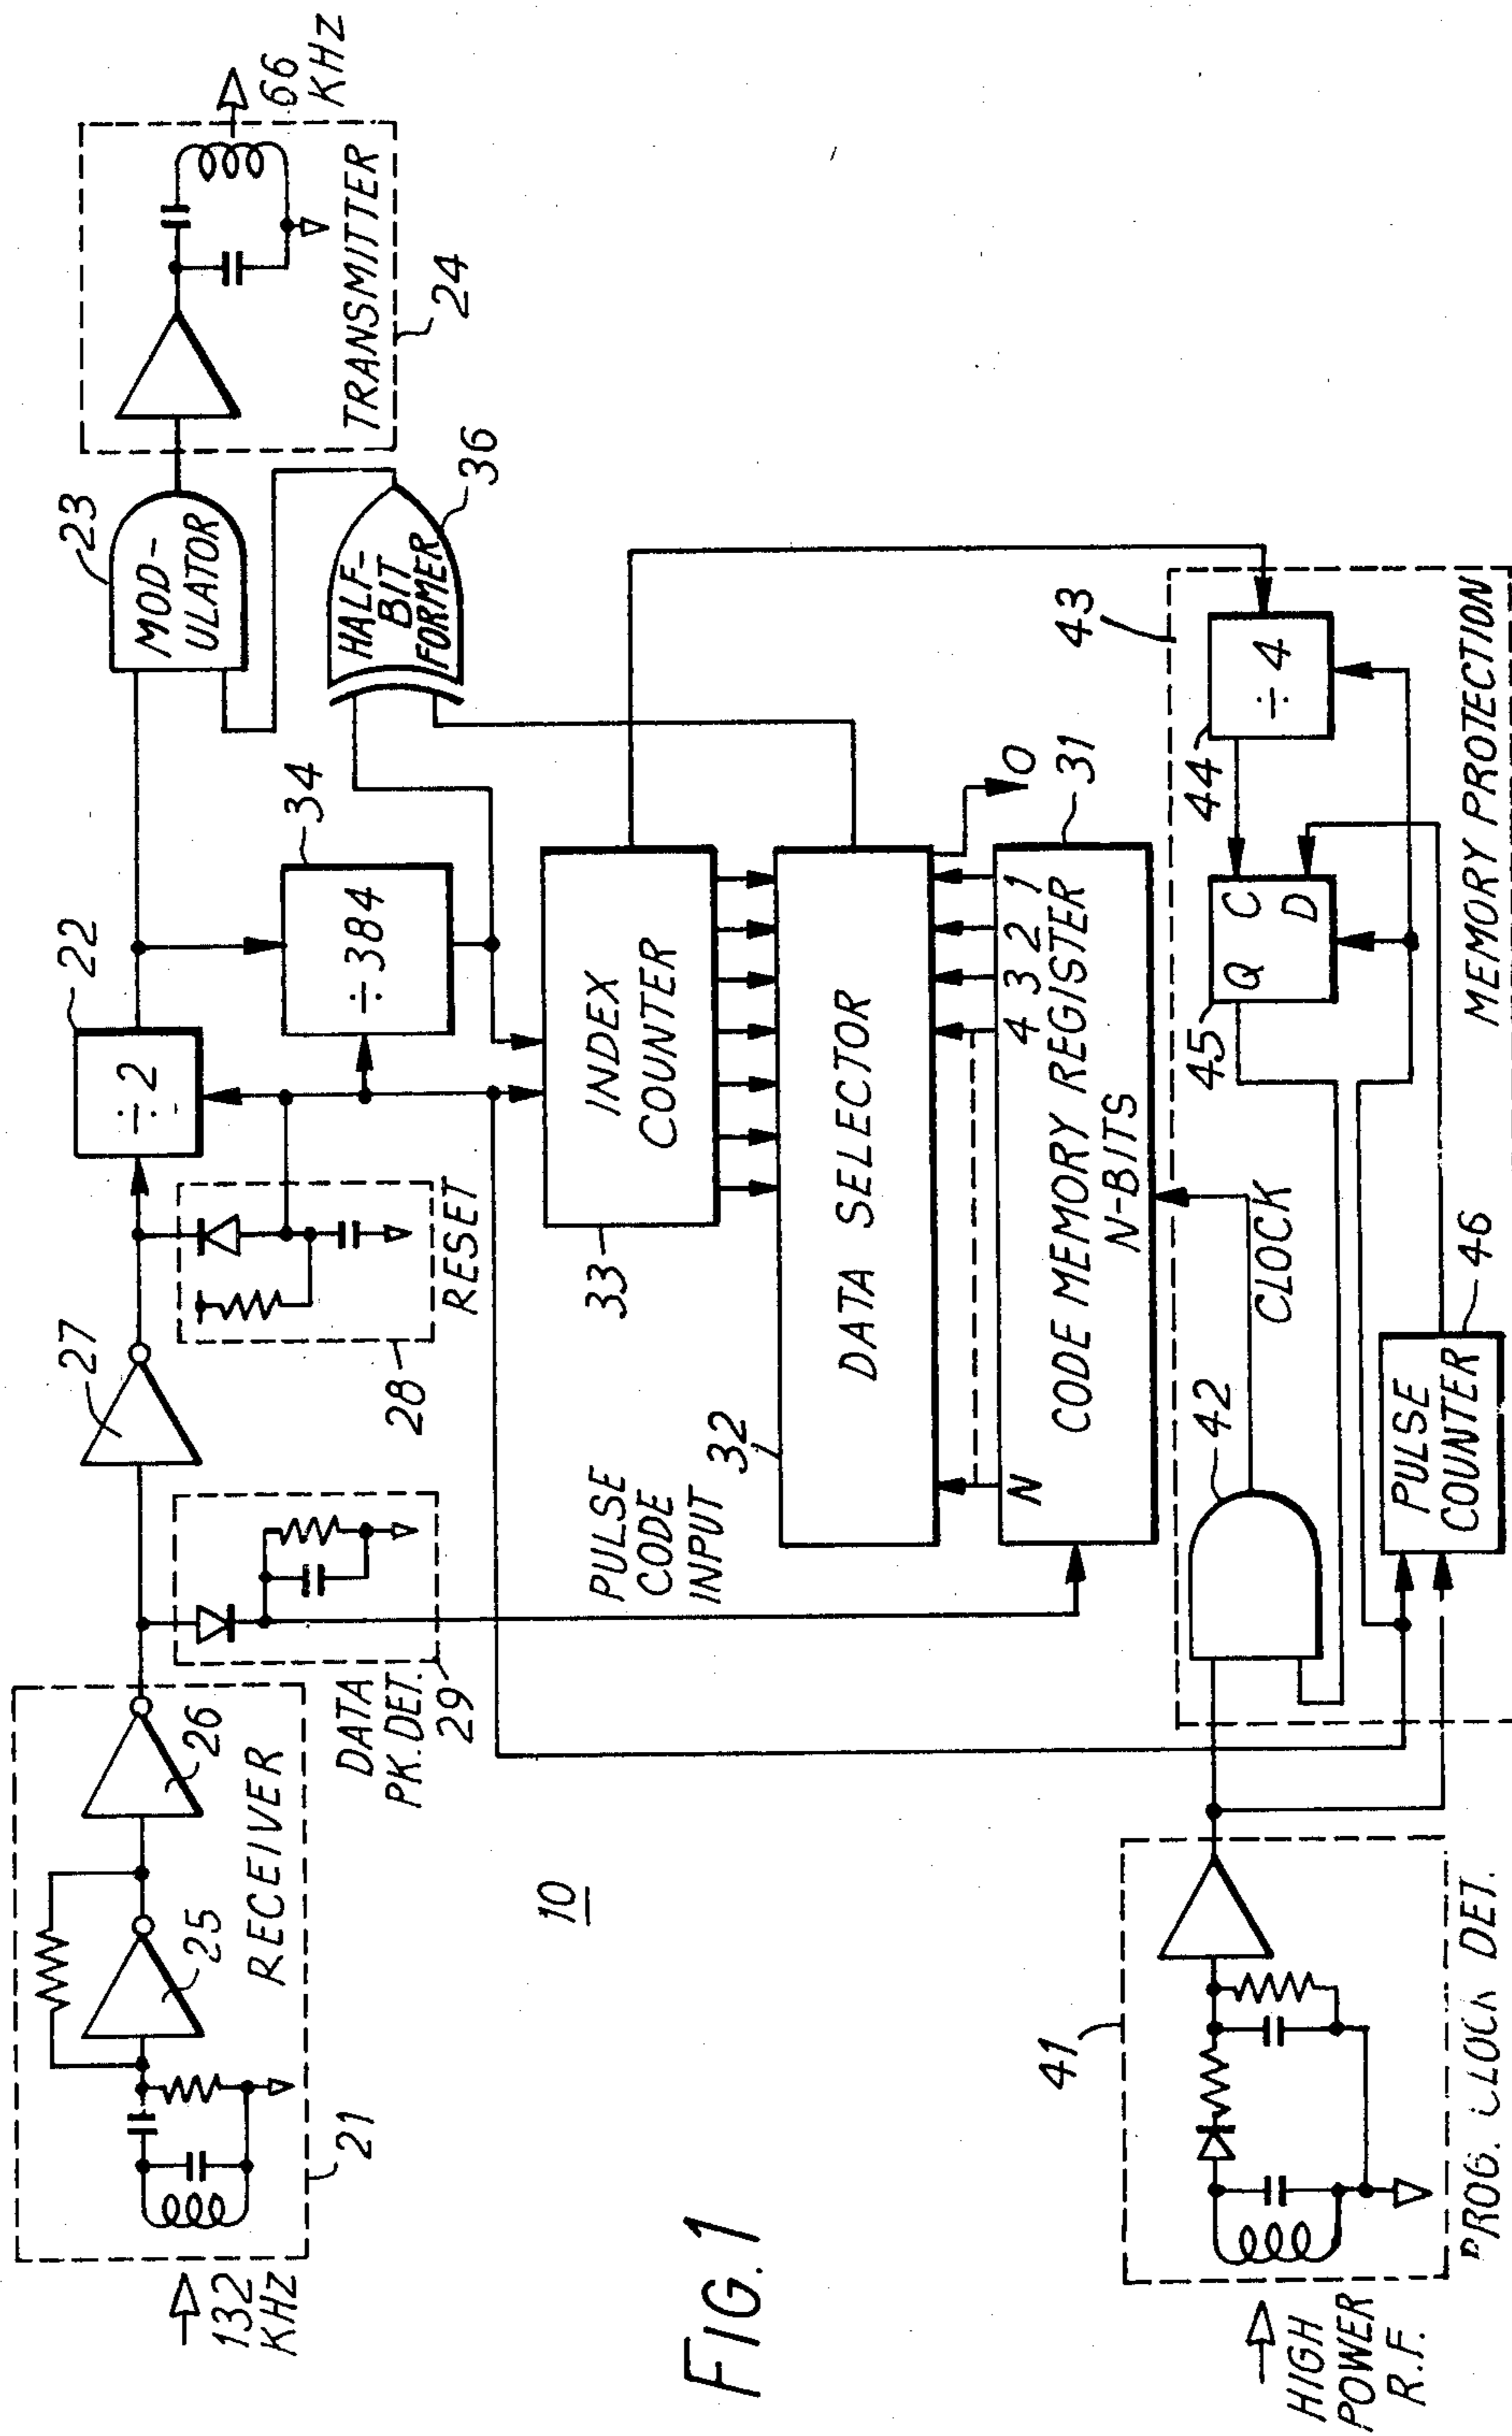 132
KHZ
RECEIVER
21
25
26
DATA
PK.DET.
29
27
RESET
28
÷ 2
22
÷ 384
34
MOD-
ULATOR
23
HALF-
BIT
FORMER
36
TRANSMITTER
24
66
KHZ
10
PULSE
CODE
INPUT
INDEX
COUNTER
33
DATA SELECTOR
32
O
N
4 3 2 1
CODE MEMORY REGISTER
N-BITS
31
CLOCK
HIGH
POWER
R.F.
41
PROG. CLOCK DET.
42
PULSE
COUNTER
46
Q C
D
45
÷ 4
44
43
MEMORY PROTECTION
FIG. 1